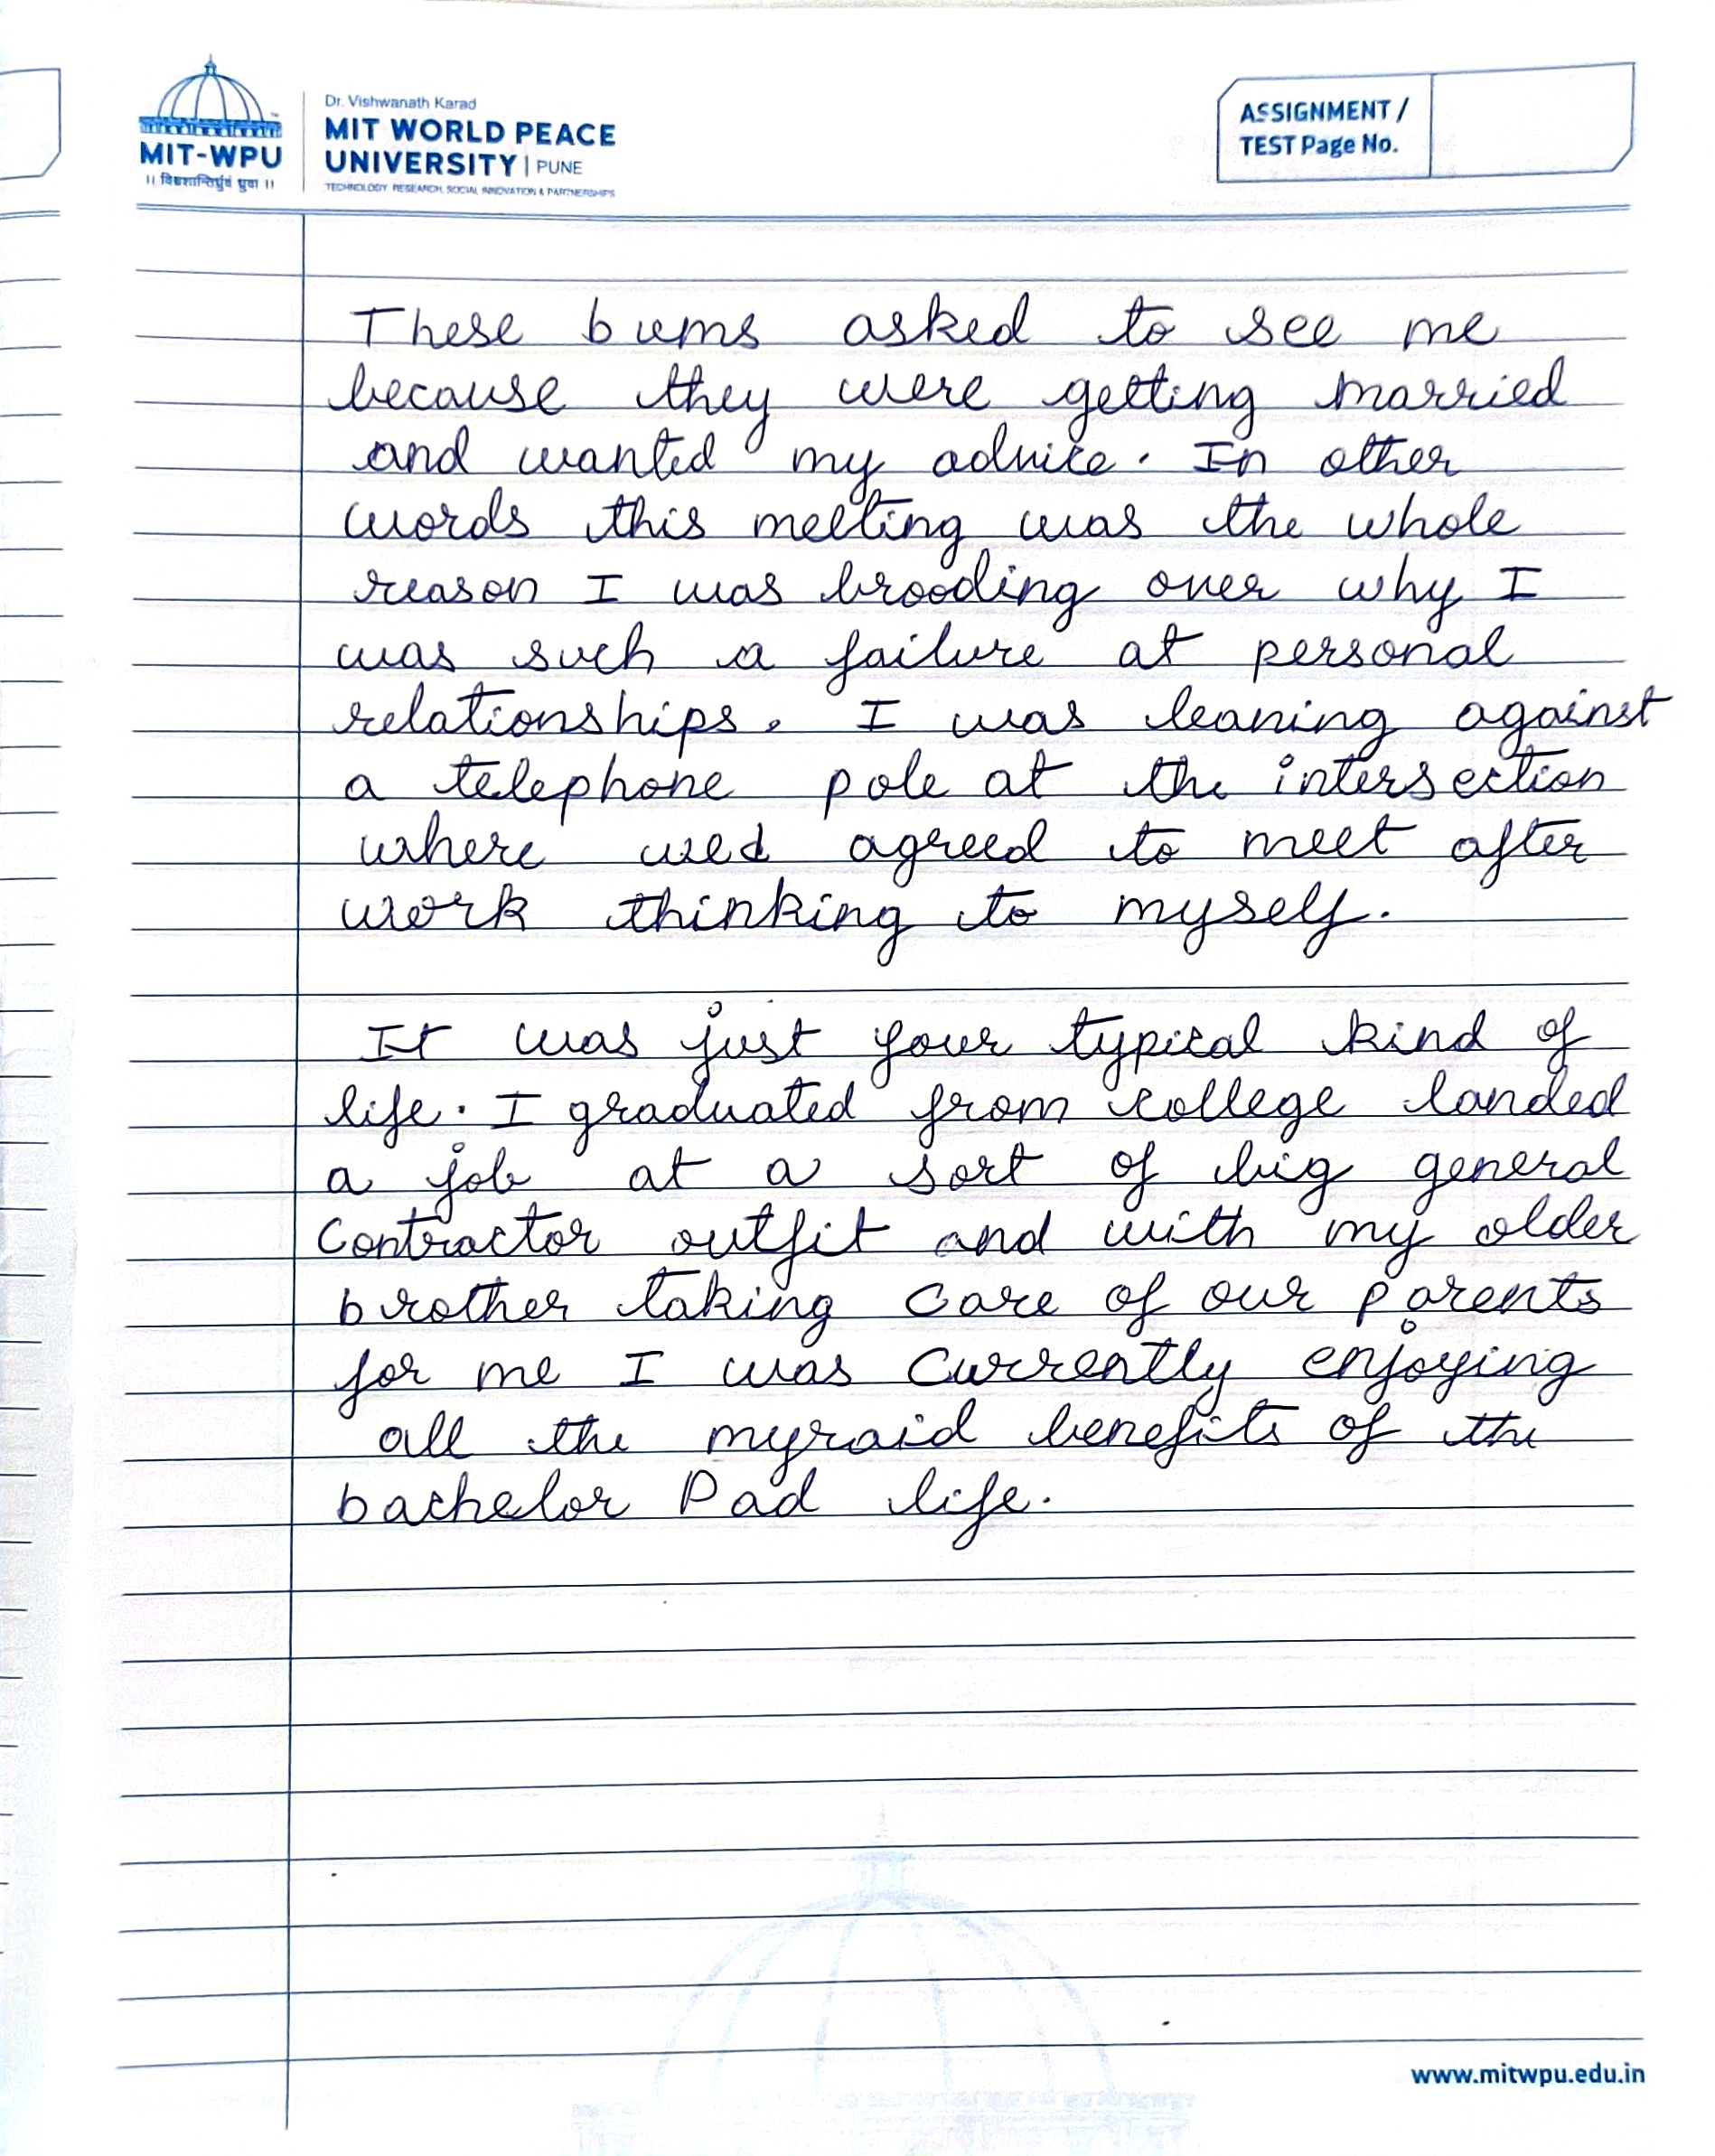 Dr. Vishwanath Karad
MIT WORLD PEACE
UNIVERSITY | PUNE
TECHNOLOGY, RESEARCH, SOCIAL INNOVATION & PARTNERSHIPS
MIT-WPU
॥ विश्वशान्तिर्ध्रुवं ध्रुवा ॥
ASSIGNMENT /
TEST Page No.
These bums asked to see me
because they were getting married
and wanted my advice. In other
words this meeting was the whole
reason I was brooding over why I
was such a failure at personal
relationships. I was leaning against
a telephone pole at the intersection
where wed agreed to meet after
work thinking to myself.
It was just your typical kind of
life. I graduated from college landed
a job at a sort of big general
contractor outfit and with my older
brother taking care of our parents
for me I was currently enjoying
all the myraid benefits of the
bachelor Pad life.
www.mitwpu.edu.in